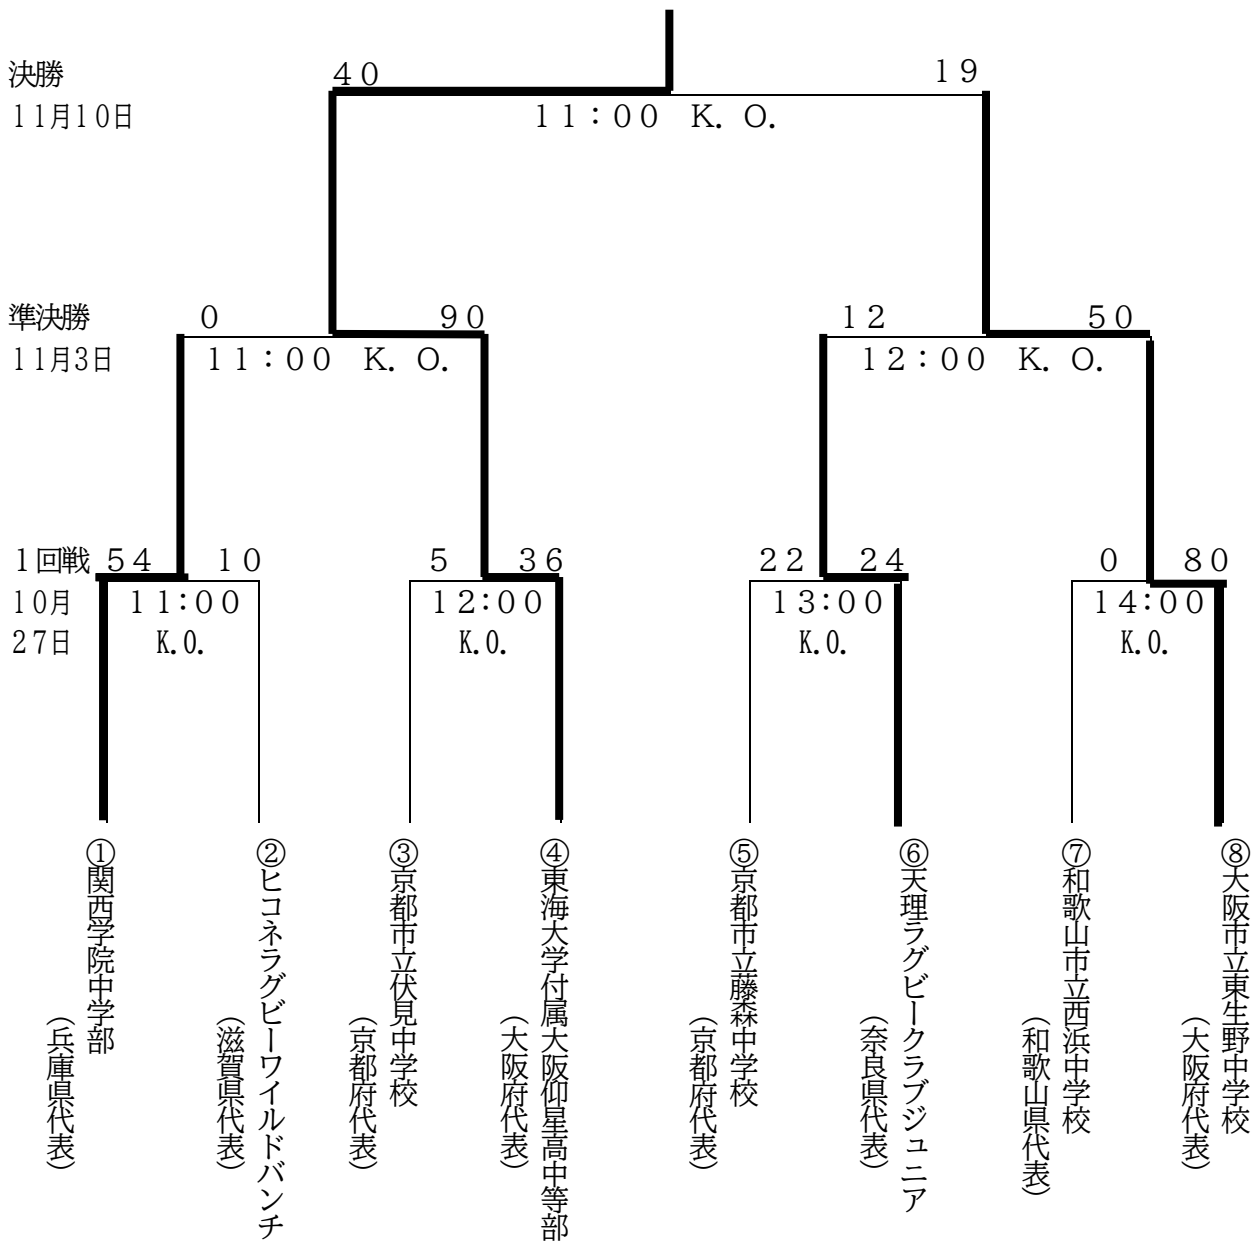 決勝
40
19
11月10日
11:00 K.O.
準決勝
0
90
12
50
11月3日
11:00 K.O.
12:00 K.O.
1回戦
54
10
5
36
22
24
0
80
10月
27日
11:00
K.O.
12:00
K.O.
13:00
K.O.
14:00
K.O.
①関西学院中学部
(兵庫県代表)
②ヒコネラグビーワイルドバンチ
(滋賀県代表)
③京都市立伏見中学校
(京都府代表)
④東海大学付属大阪仰星高中等部
(大阪府代表)
⑤京都市立藤森中学校
(京都府代表)
⑥天理ラグビークラブジュニア
(奈良県代表)
⑦和歌山市立西浜中学校
(和歌山県代表)
⑧大阪市立東生野中学校
(大阪府代表)